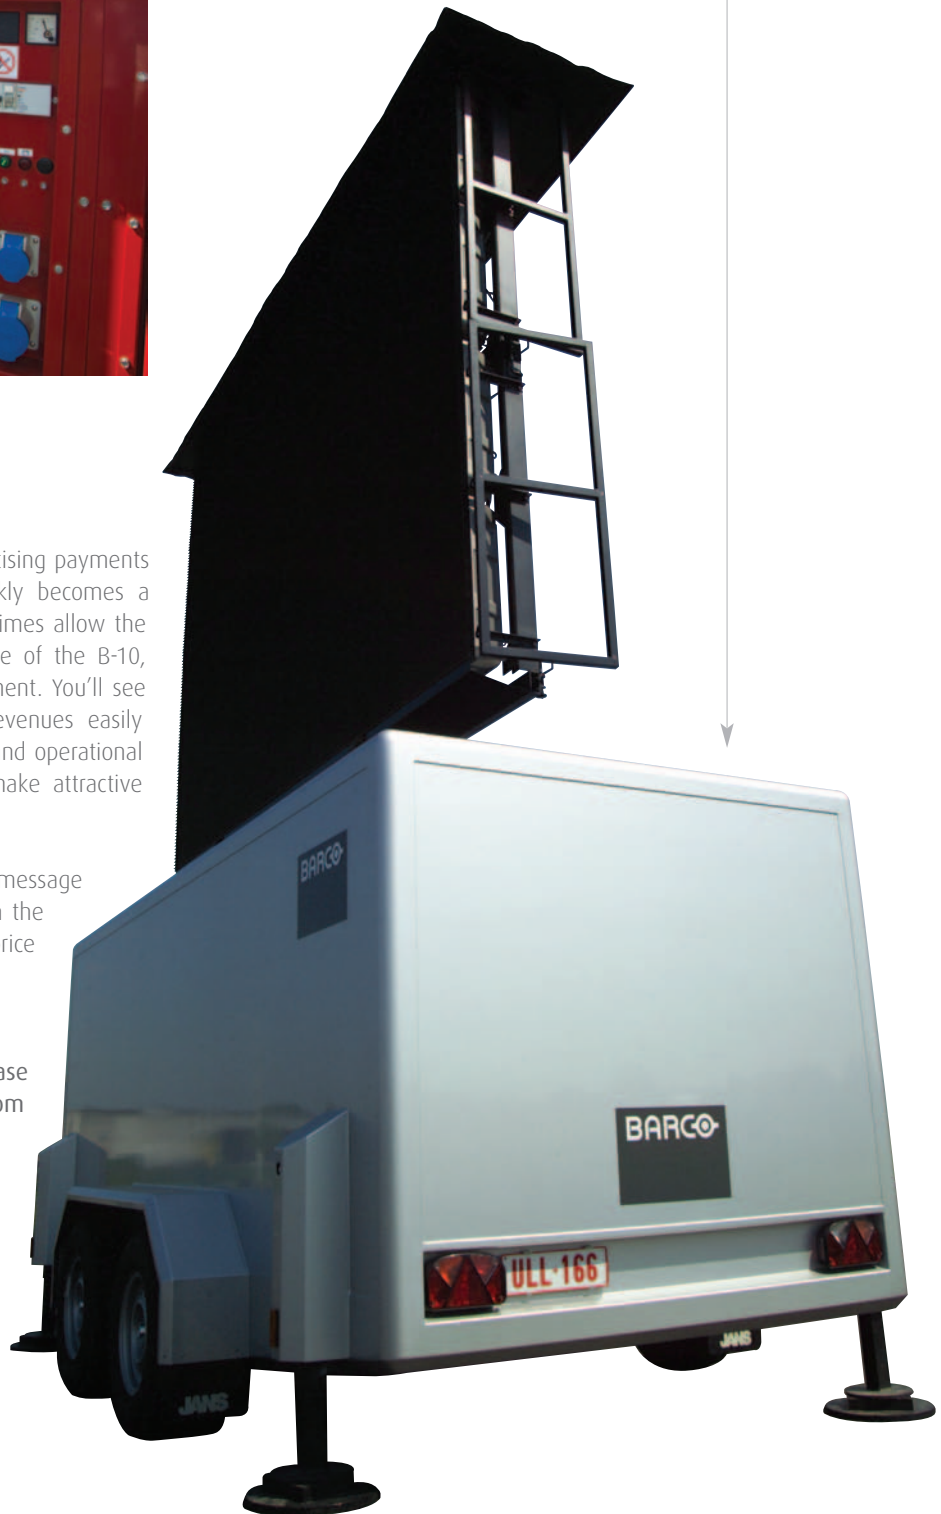 ising payments
kly becomes a
imes allow the
e of the B-10,
ment. You’ll see
evenues easily
nd operational
make attractive
message
n the
rice
ase
om
BARCO
BARCO
ULL·166
JANS
JANS